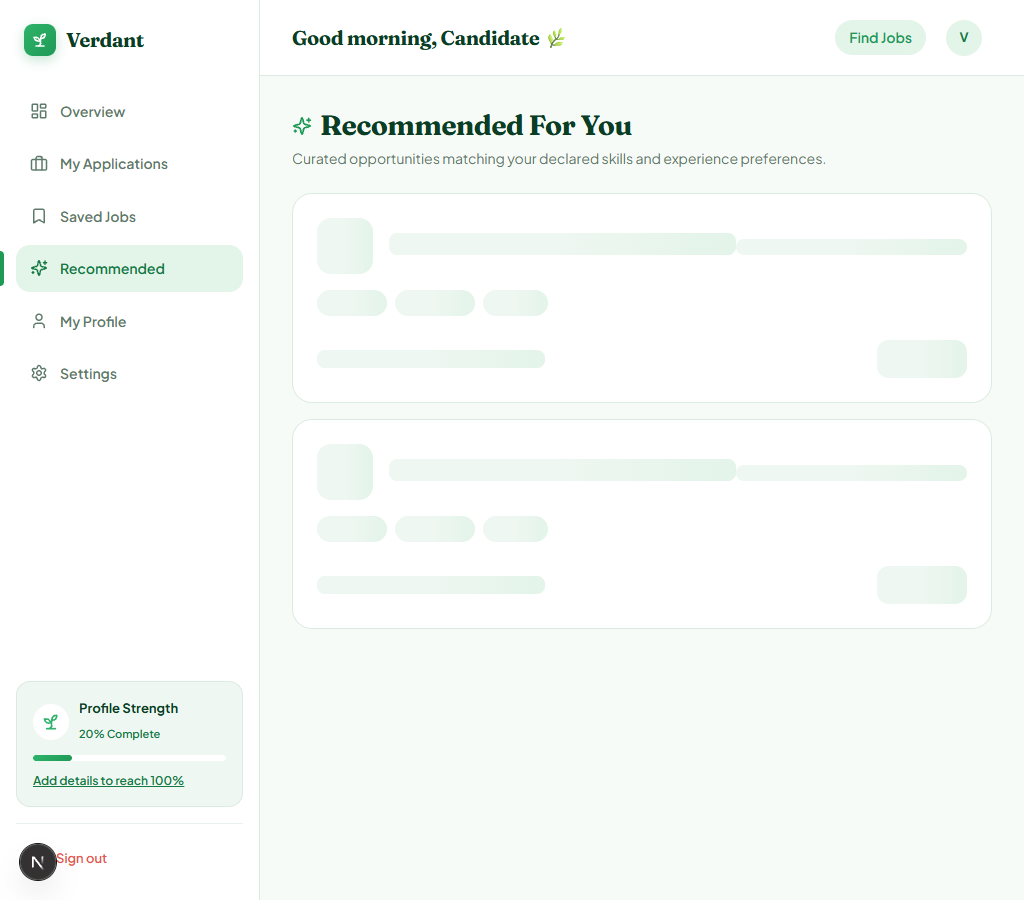 Verdant
Good morning, Candidate 🌿
Find Jobs
V
Overview
My Applications
Saved Jobs
Recommended
My Profile
Settings
Recommended For You
Curated opportunities matching your declared skills and experience preferences.
Profile Strength
20% Complete
Add details to reach 100%
N
Sign out